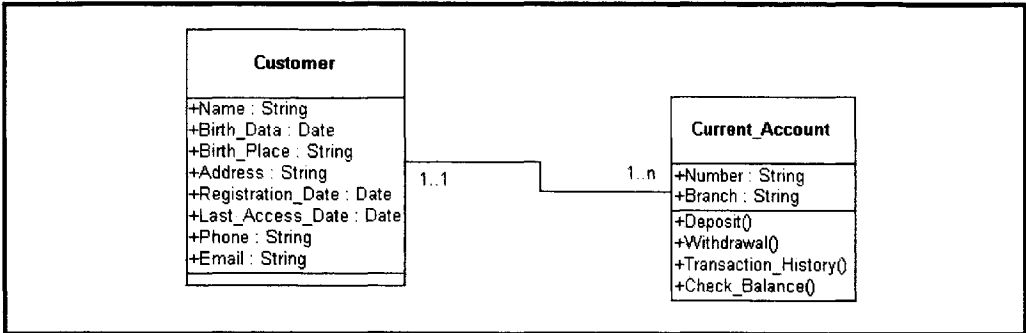 Customer
+Name : String
+Birth_Data : Date
+Birth_Place : String
+Address : String
+Registration_Date : Date
+Last_Access_Date : Date
+Phone : String
+Email : String
1..1
1..n
Current_Account
+Number : String
+Branch : String
+Deposit()
+Withdrawal()
+Transaction_History()
+Check_Balance()